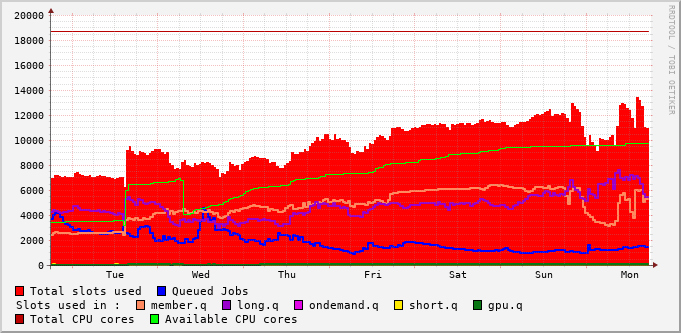 20000
18000
16000
14000
12000
10000
8000
6000
4000
2000
0
Tue Wed Thu Fri Sat Sun Mon
Total slots used Queued Jobs
Slots used in : member.q long.q ondemand.q short.q gpu.q
Total CPU cores Available CPU cores
RRDTOOL / TOBI OETIKER